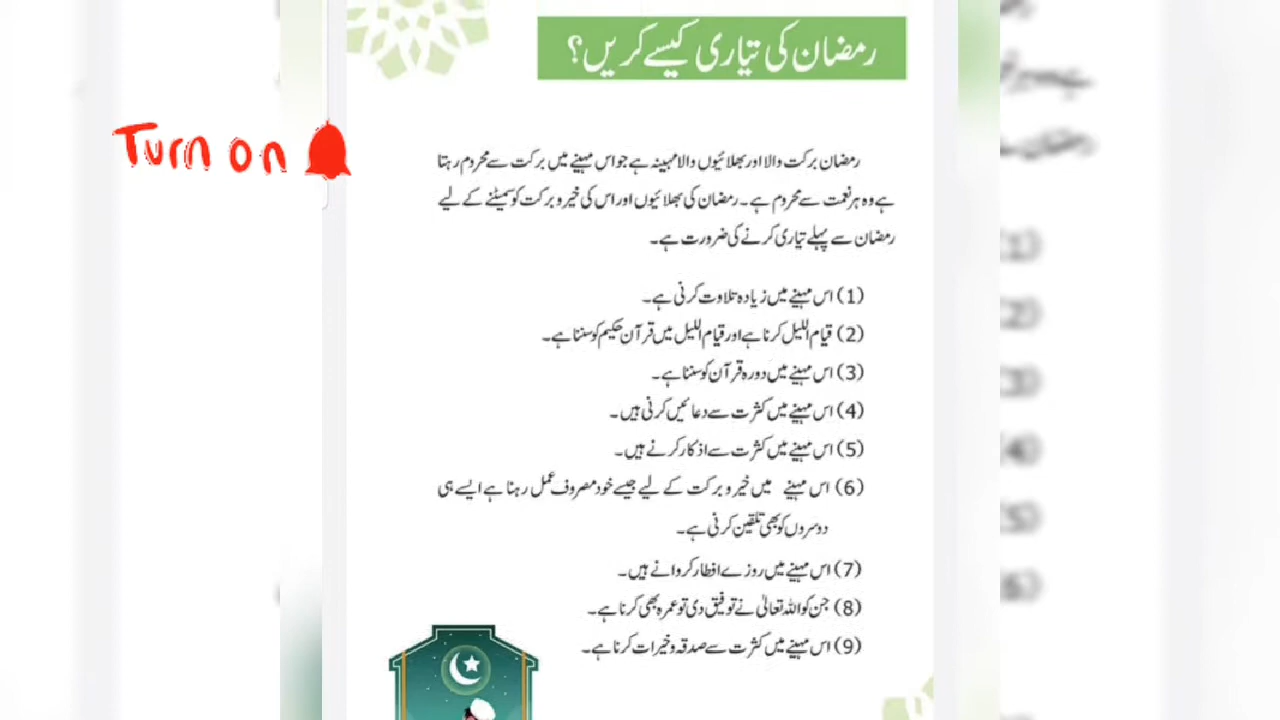 رمضان کی تیاری کیسے کریں؟
Turn on
رمضان برکت والا اور بھلائیوں والا مہینہ ہے جو اس مہینے میں برکت سے محروم رہتا
ہے وہ ہر نعمت سے محروم ہے۔ رمضان کی بھلائیوں اور اس کی خیر و برکت کو سمیٹنے کے لیے
رمضان سے پہلے تیاری کرنے کی ضرورت ہے۔
(1) اس مہینے میں زیادہ تلاوت کرنی ہے۔
(2) قیام اللیل کرنا ہے اور قیام اللیل میں قرآن حکیم کو سننا ہے۔
(3) اس مہینے میں دورہ قرآن کو سننا ہے۔
(4) اس مہینے میں کثرت سے دعائیں کرنی ہیں۔
(5) اس مہینے میں کثرت سے اذکار کرنے ہیں۔
(6) اس مہینے میں خیر و برکت کے لیے جیسے خود مصروف عمل رہنا ہے ایسے ہی
دوسروں کو بھی تلقین کرنی ہے۔
(7) اس مہینے میں روزے افطار کروانے ہیں۔
(8) جن کو اللہ تعالیٰ نے توفیق دی تو عمرہ بھی کرنا ہے۔
(9) اس مہینے میں کثرت سے صدقہ و خیرات کرنا ہے۔